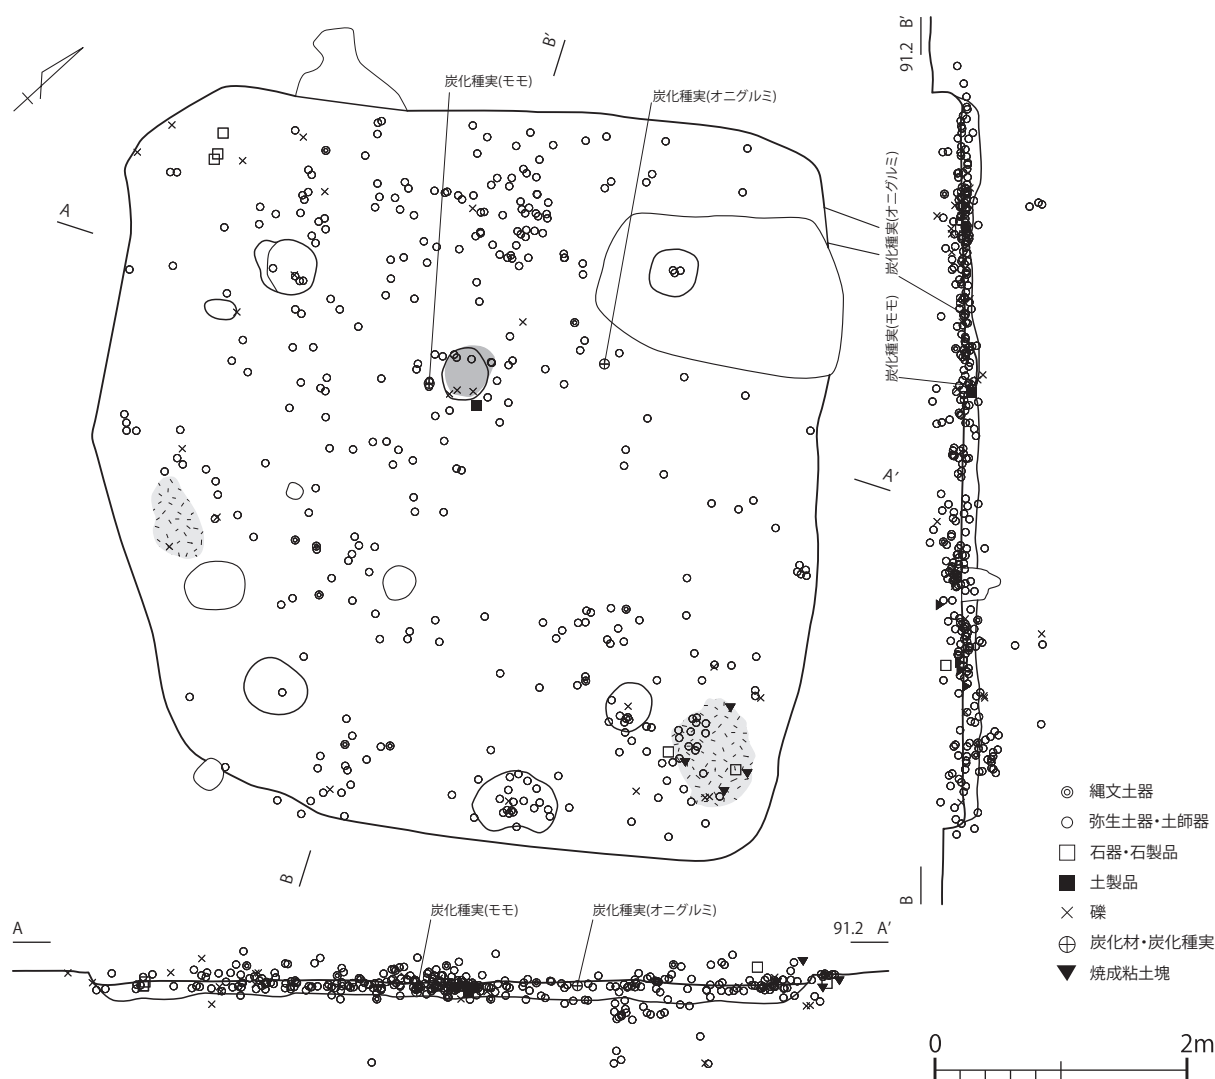 B′
91.2 B′
炭化種実(モモ)
炭化種実(オニグルミ)
炭化種実(オニグルミ)
A
炭化種実(モモ)
A′
縄文土器
弥生土器・土師器
石器・石製品
B
B
土製品
炭化種実(モモ)
炭化種実(オニグルミ)
礫
A
91.2 A′
炭化材・炭化種実
焼成粘土塊
0 2m